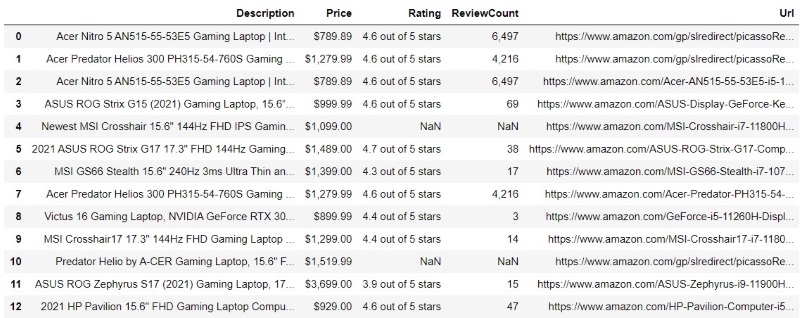 Description Price Rating ReviewCount Url
0 Acer Nitro 5 AN515-55-53E5 Gaming Laptop | Int... $789.89 4.6 out of 5 stars 6,497 https://www.amazon.com/gp/slredirect/picassoRe...
1 Acer Predator Helios 300 PH315-54-760S Gaming ... $1,279.99 4.6 out of 5 stars 4,216 https://www.amazon.com/gp/slredirect/picassoRe...
2 Acer Nitro 5 AN515-55-53E5 Gaming Laptop | Int... $789.89 4.6 out of 5 stars 6,497 https://www.amazon.com/Acer-AN515-55-53E5-i5-1...
3 ASUS ROG Strix G15 (2021) Gaming Laptop, 15.6”... $999.99 4.6 out of 5 stars 69 https://www.amazon.com/ASUS-Display-GeForce-Ke...
4 Newest MSI Crosshair 15.6" 144Hz FHD IPS Gamin... $1,099.00 NaN NaN https://www.amazon.com/MSI-Crosshair-i7-11800H...
5 2021 ASUS ROG Strix G17 17.3" FHD 144Hz Gaming... $1,489.00 4.7 out of 5 stars 38 https://www.amazon.com/ASUS-ROG-Strix-G17-Comp...
6 MSI GS66 Stealth 15.6" 240Hz 3ms Ultra Thin an... $1,399.00 4.3 out of 5 stars 17 https://www.amazon.com/MSI-GS66-Stealth-i7-107...
7 Acer Predator Helios 300 PH315-54-760S Gaming ... $1,279.99 4.6 out of 5 stars 4,216 https://www.amazon.com/Acer-Predator-PH315-54-...
8 Victus 16 Gaming Laptop, NVIDIA GeForce RTX 30... $899.99 4.4 out of 5 stars 3 https://www.amazon.com/GeForce-i5-11260H-Displ...
9 MSI Crosshair17 17.3" 144Hz FHD Gaming Laptop ... $1,299.00 4.4 out of 5 stars 14 https://www.amazon.com/MSI-Crosshair17-i7-1180...
10 Predator Helio by A-CER Gaming Laptop, 15.6" F... $1,519.99 NaN NaN https://www.amazon.com/gp/slredirect/picassoRe...
11 ASUS ROG Zephyrus S17 (2021) Gaming Laptop, 17... $3,699.00 3.9 out of 5 stars 15 https://www.amazon.com/ASUS-Zephyrus-i9-11900H...
12 2021 HP Pavilion 15.6" FHD Gaming Laptop Compu... $929.00 4.6 out of 5 stars 47 https://www.amazon.com/HP-Pavilion-Computer-i5...